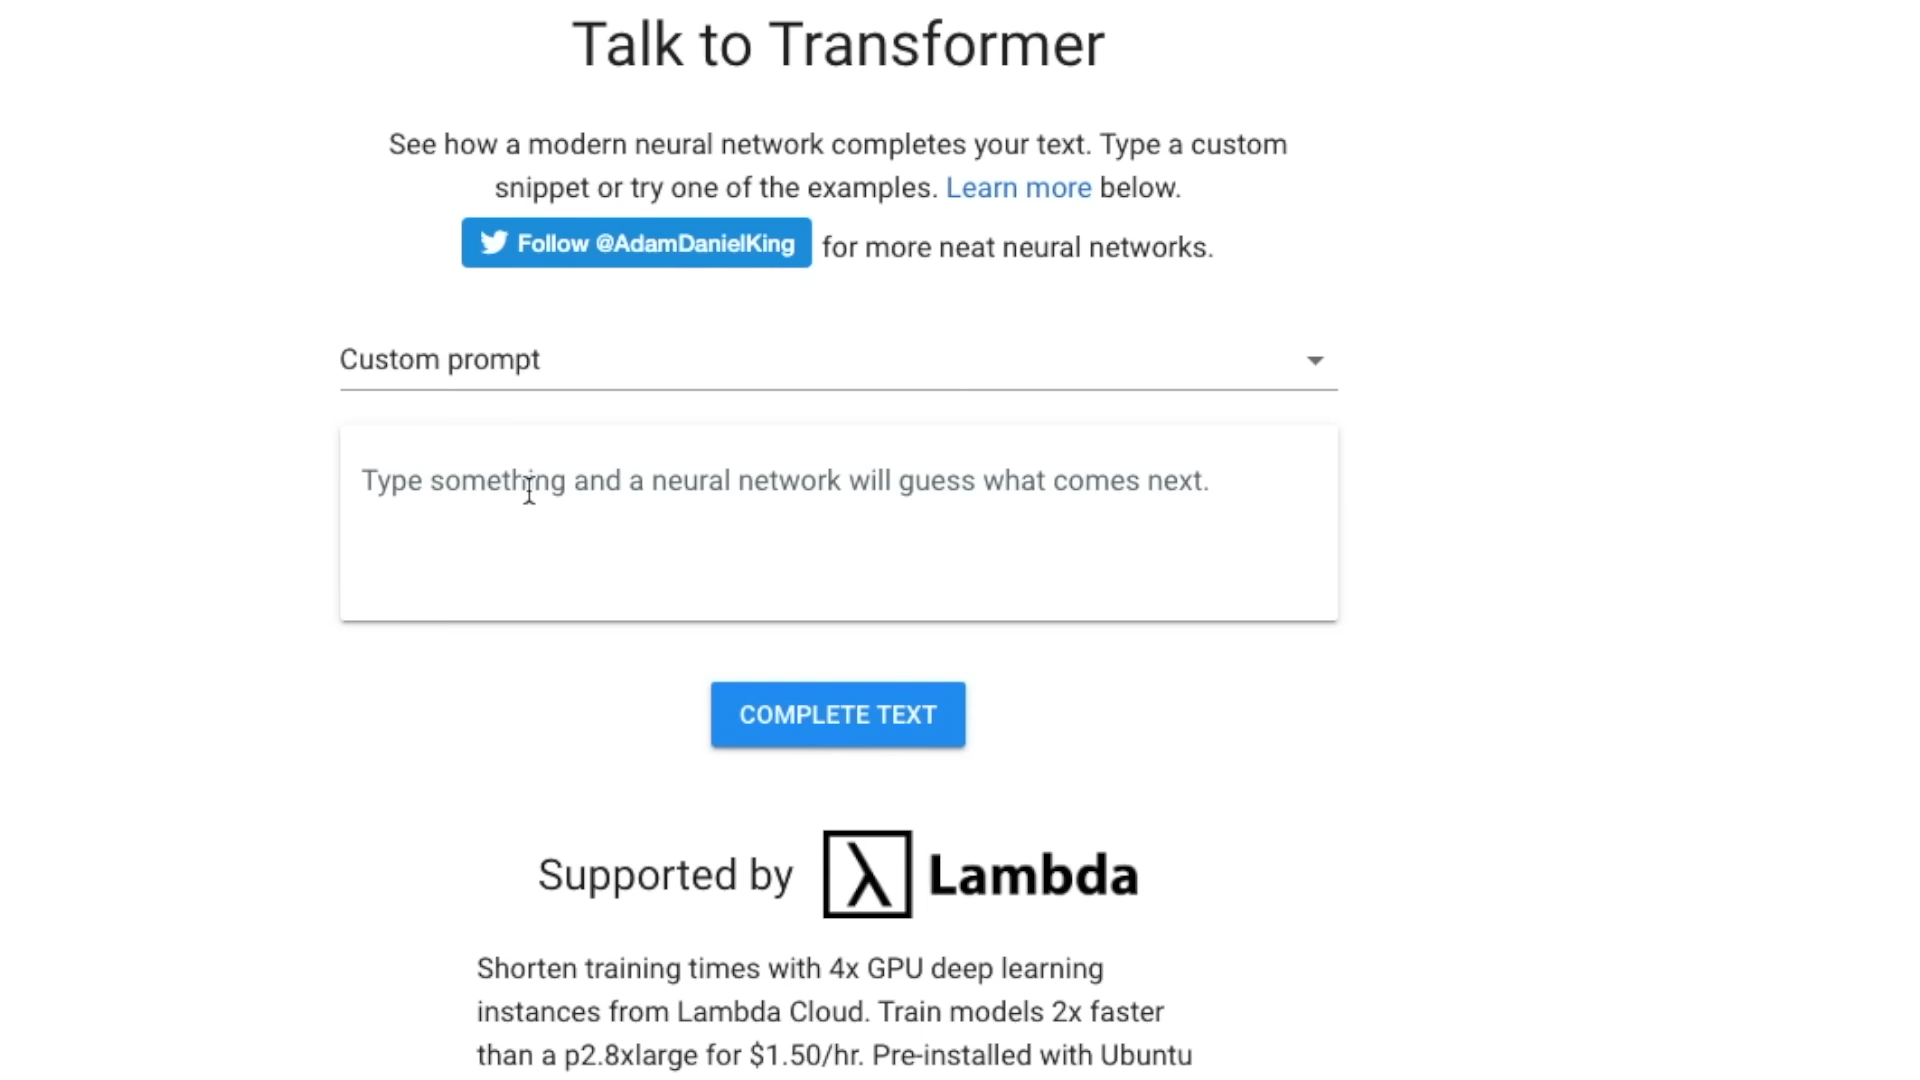 Talk to Transformer
See how a modern neural network completes your text. Type a custom
snippet or try one of the examples. Learn more below.
Follow @AdamDanielKing for more neat neural networks.
Custom prompt
Type something and a neural network will guess what comes next.
COMPLETE TEXT
Supported by λ Lambda
Shorten training times with 4x GPU deep learning
instances from Lambda Cloud. Train models 2x faster
than a p2.8xlarge for $1.50/hr. Pre-installed with Ubuntu